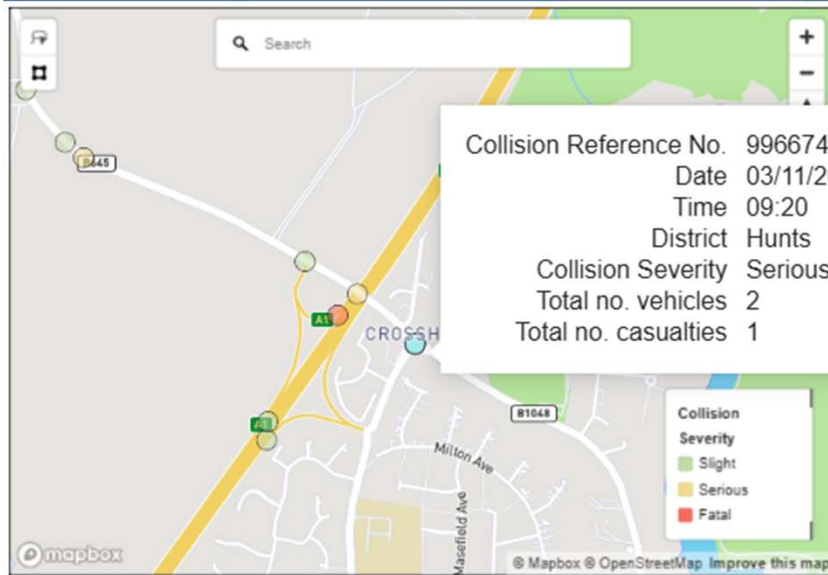 Search
+
−
B645
Collision Reference No. 996674
Date 03/11/2
Time 09:20
District Hunts
Collision Severity Serious
Total no. vehicles 2
Total no. casualties 1
A1
CROSSH
A1
B1048
Milton Ave
Masefield Ave
Collision
Severity
Slight
Serious
Fatal
mapbox
© Mapbox © OpenStreetMap Improve this map